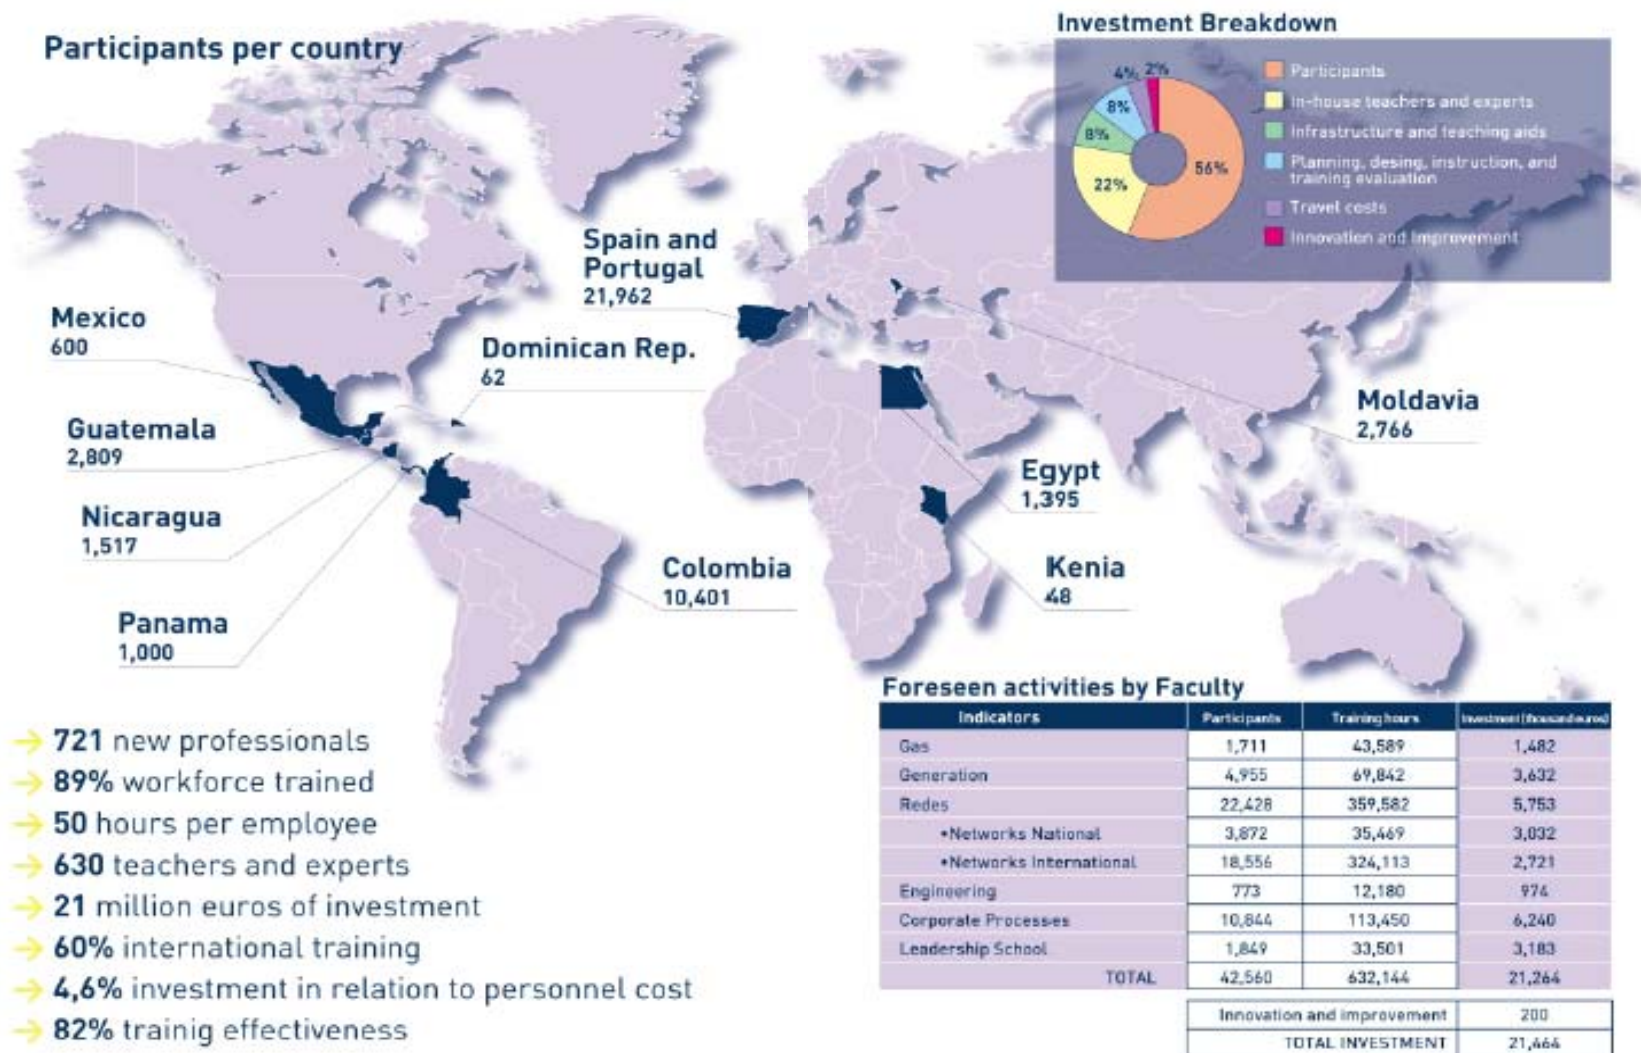 Participants per country
Investment Breakdown
4% 2%
8%
8%
22%
56%
Participants
In-house teachers and experts
Infrastructure and teaching aids
Planning, desing, instruction, and
training evaluation
Travel costs
Innovation and Improvement
Spain and
Portugal
21,962
Mexico
600
Dominican Rep.
62
Guatemala
2,809
Moldavia
2,766
Egypt
1,395
Nicaragua
1,517
Colombia
10,401
Kenia
48
Panama
1,000
→ 721 new professionals
→ 89% workforce trained
→ 50 hours per employee
→ 630 teachers and experts
→ 21 million euros of investment
→ 60% international training
→ 4,6% investment in relation to personnel cost
→ 82% trainig effectiveness
Foreseen activities by Faculty
Indicators Participants Training hours Investment (thousand euros)
Gas 1,711 43,589 1,482
Generation 4,955 69,842 3,632
Redes 22,428 359,582 5,753
•Networks National 3,872 35,469 3,032
•Networks International 18,556 324,113 2,721
Engineering 773 12,180 974
Corporate Processes 10,844 113,450 6,240
Leadership School 1,849 33,501 3,183
TOTAL 42,560 632,144 21,264
Innovation and improvement 200
TOTAL INVESTMENT 21,464